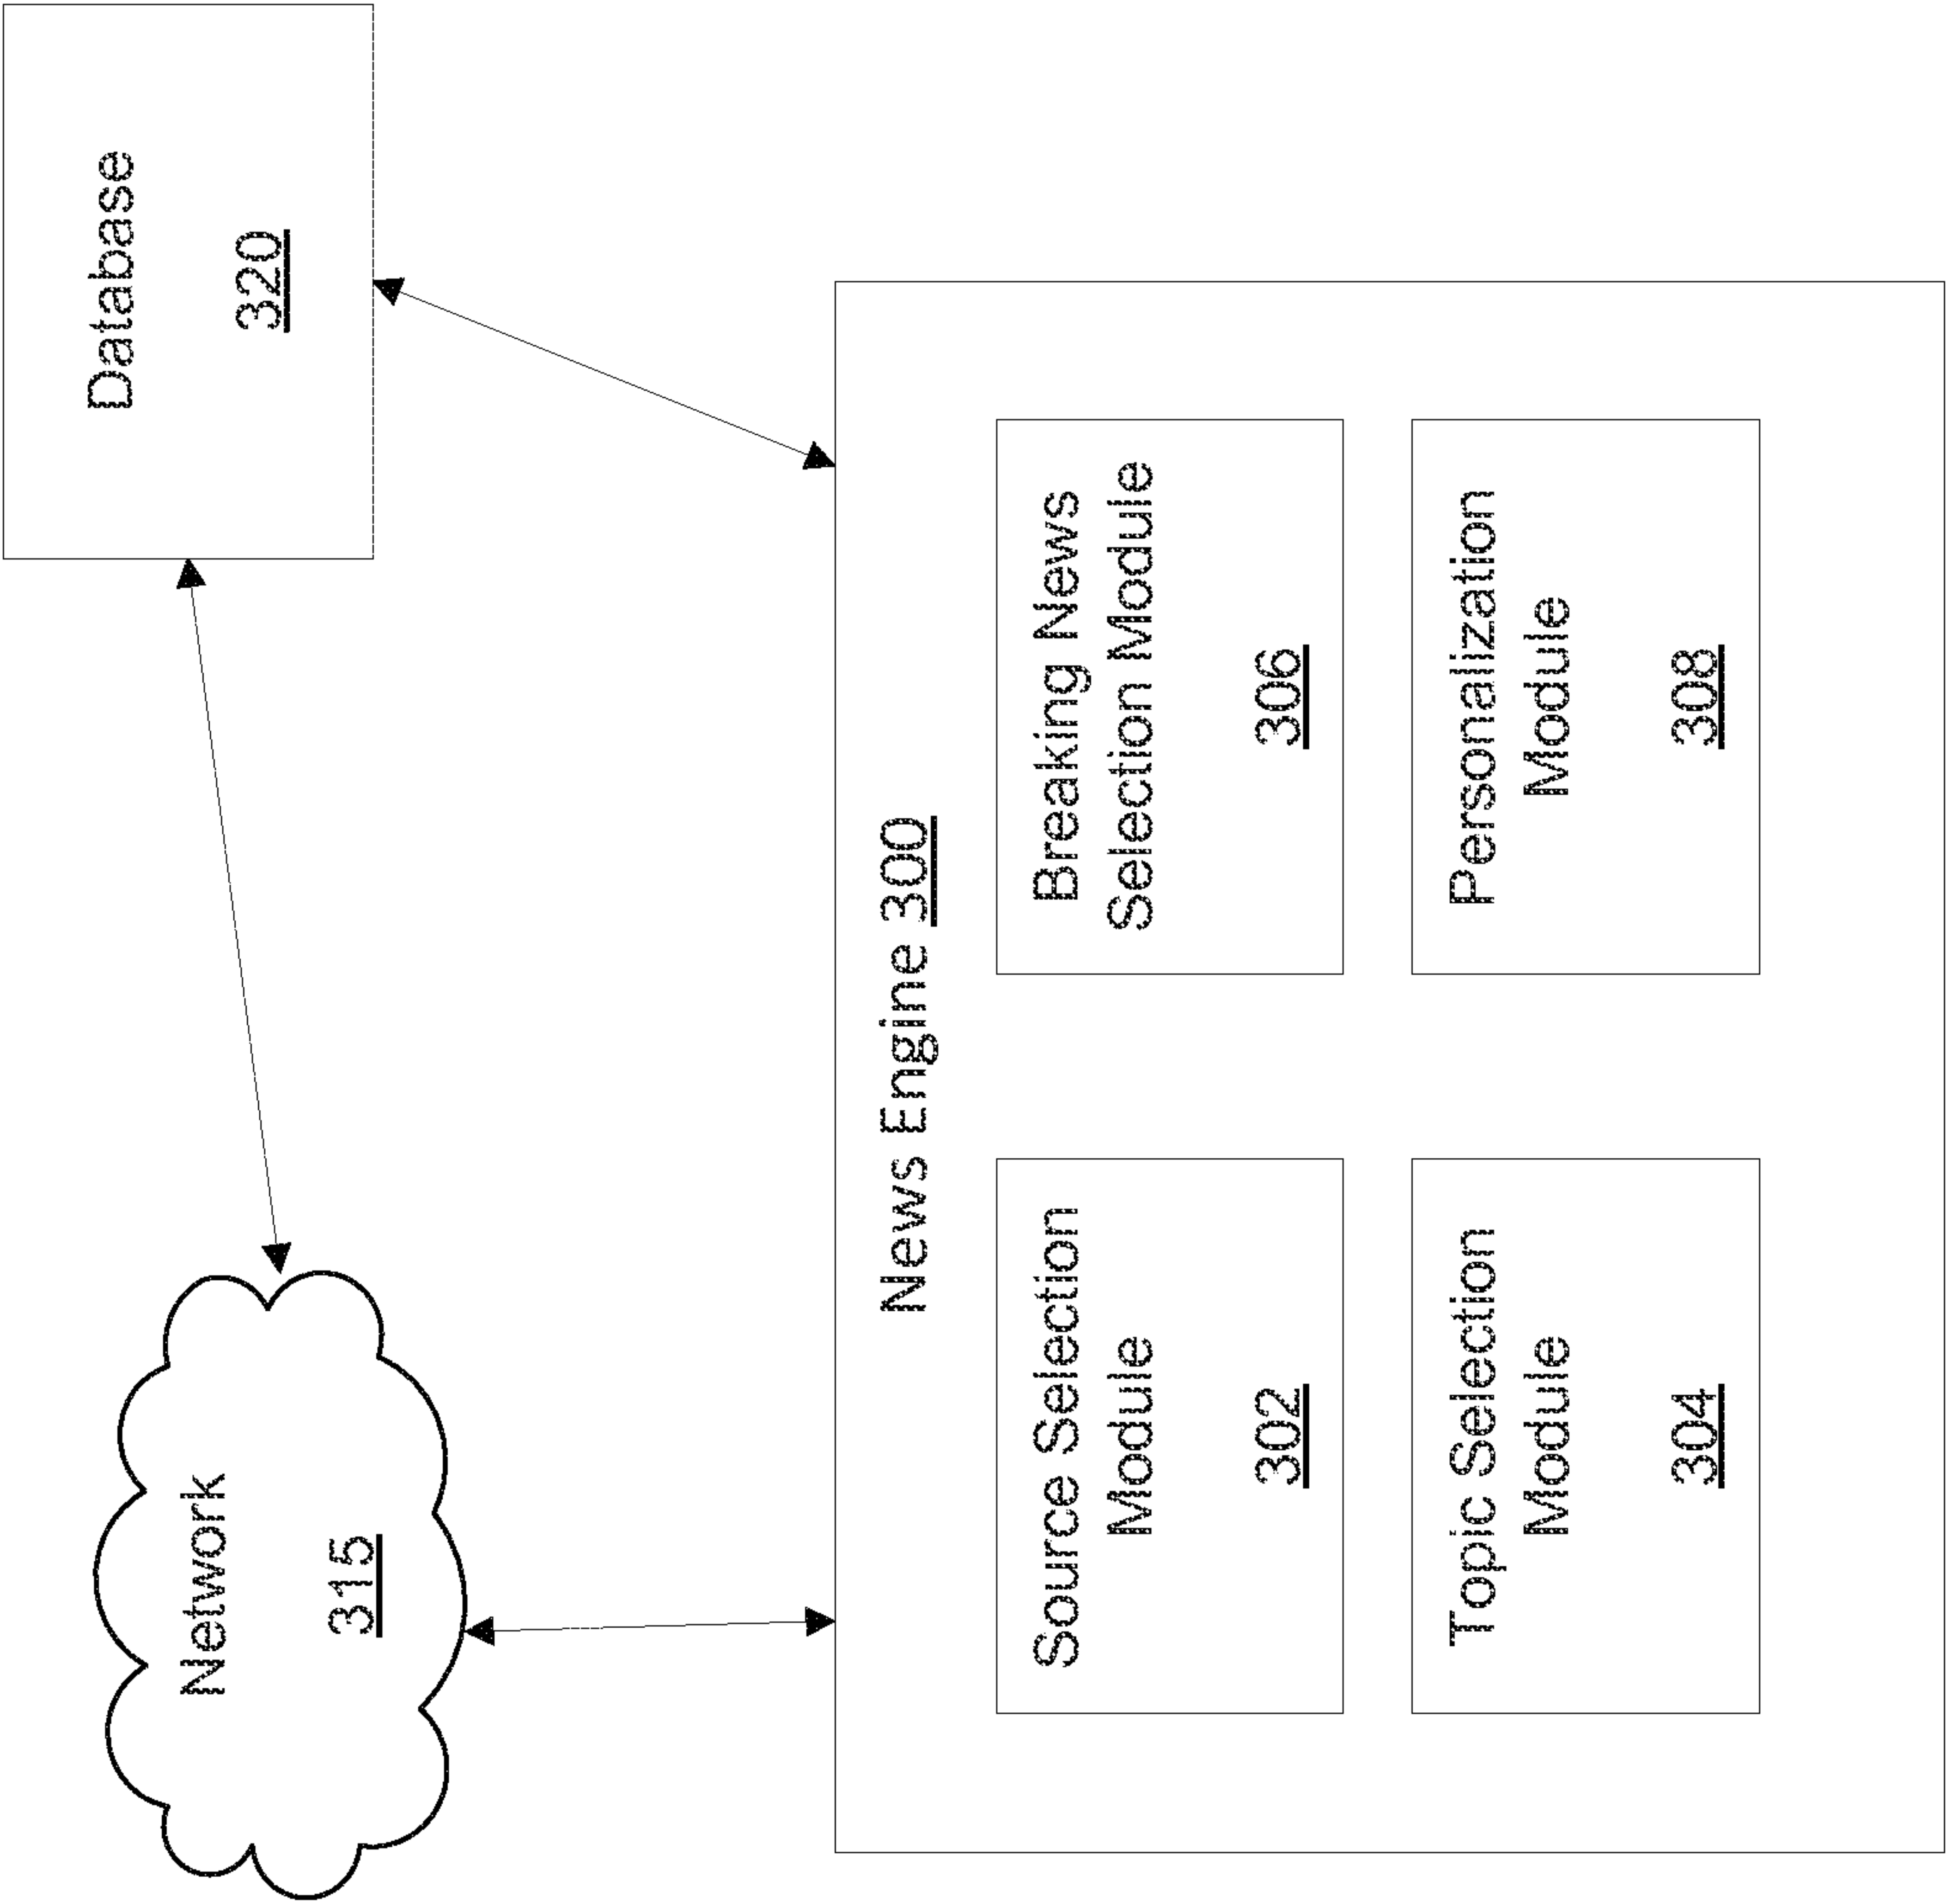 Network
315
Database
320
News Engine 300
Source Selection
Module
302
Breaking News
Selection Module
306
Topic Selection
Module
304
Personalization
Module
308